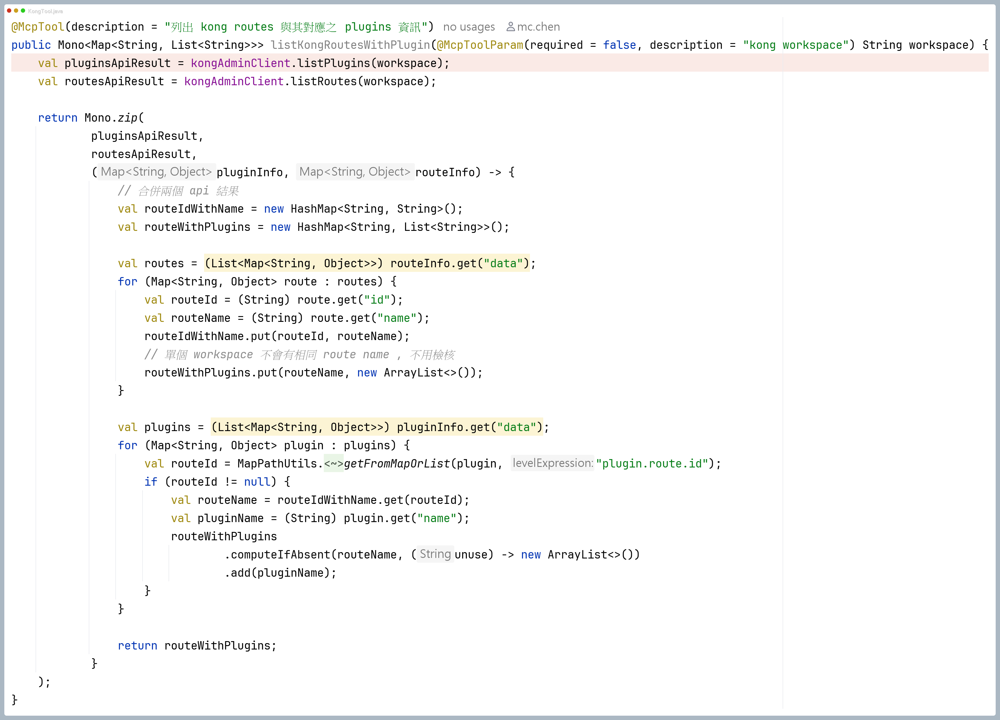 KongTool.java
@McpTool(description = "列出 kong routes 與其對應之 plugins 資訊") no usages mc.chen
public Mono<Map<String, List<String>>> listKongRoutesWithPlugin(@McpToolParam(required = false, description = "kong workspace") String workspace) {
    val pluginsApiResult = kongAdminClient.listPlugins(workspace);
    val routesApiResult = kongAdminClient.listRoutes(workspace);

    return Mono.zip(
            pluginsApiResult,
            routesApiResult,
            (Map<String, Object> pluginInfo, Map<String, Object> routeInfo) -> {
                // 合併兩個 api 結果
                val routeIdWithName = new HashMap<String, String>();
                val routeWithPlugins = new HashMap<String, List<String>>();

                val routes = (List<Map<String, Object>>) routeInfo.get("data");
                for (Map<String, Object> route : routes) {
                    val routeId = (String) route.get("id");
                    val routeName = (String) route.get("name");
                    routeIdWithName.put(routeId, routeName);
                    // 單個 workspace 不會有相同 route name , 不用檢核
                    routeWithPlugins.put(routeName, new ArrayList<>());
                }

                val plugins = (List<Map<String, Object>>) pluginInfo.get("data");
                for (Map<String, Object> plugin : plugins) {
                    val routeId = MapPathUtils.<~>getFromMapOrList(plugin, levelExpression: "plugin.route.id");
                    if (routeId != null) {
                        val routeName = routeIdWithName.get(routeId);
                        val pluginName = (String) plugin.get("name");
                        routeWithPlugins
                                .computeIfAbsent(routeName, (String unuse) -> new ArrayList<>())
                                .add(pluginName);
                    }
                }

                return routeWithPlugins;
            }
    );
}